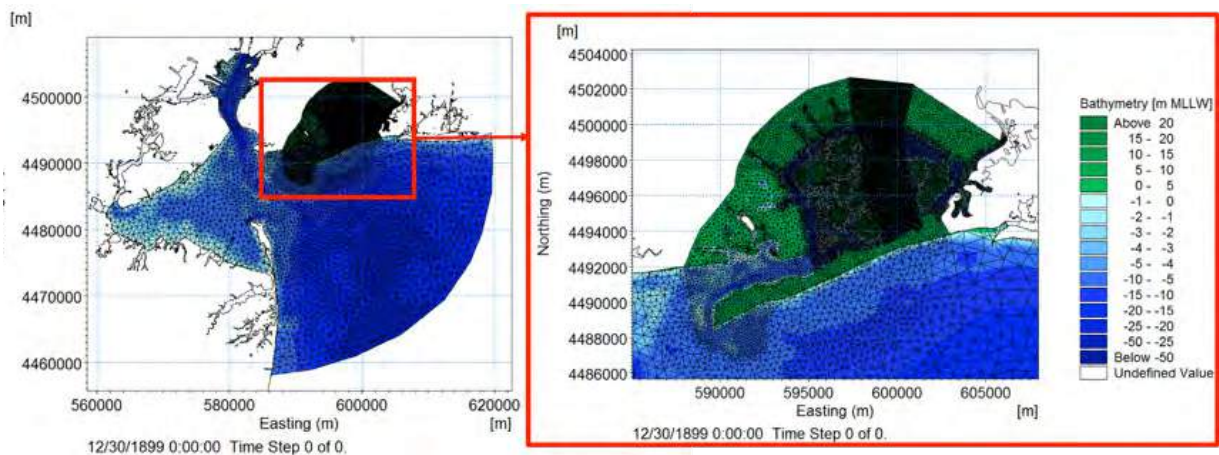 [m]
4500000
4490000
4480000
4470000
4460000
560000 580000 600000 620000
Easting (m) [m]
12/30/1899 0:00:00 Time Step 0 of 0.
[m]
4504000
4502000
4500000
4498000
4496000
4494000
4492000
4490000
4488000
4486000
Northing (m)
590000 595000 600000 605000
Easting (m) [m]
12/30/1899 0:00:00 Time Step 0 of 0.
Bathymetry [m MLLW]
Above 20
15 - 20
10 - 15
5 - 10
0 - 5
-1 - 0
-2 - -1
-3 - -2
-4 - -3
-5 - -4
-10 - -5
-15 - -10
-20 - -15
-25 - -20
-50 - -25
Below -50
Undefined Value